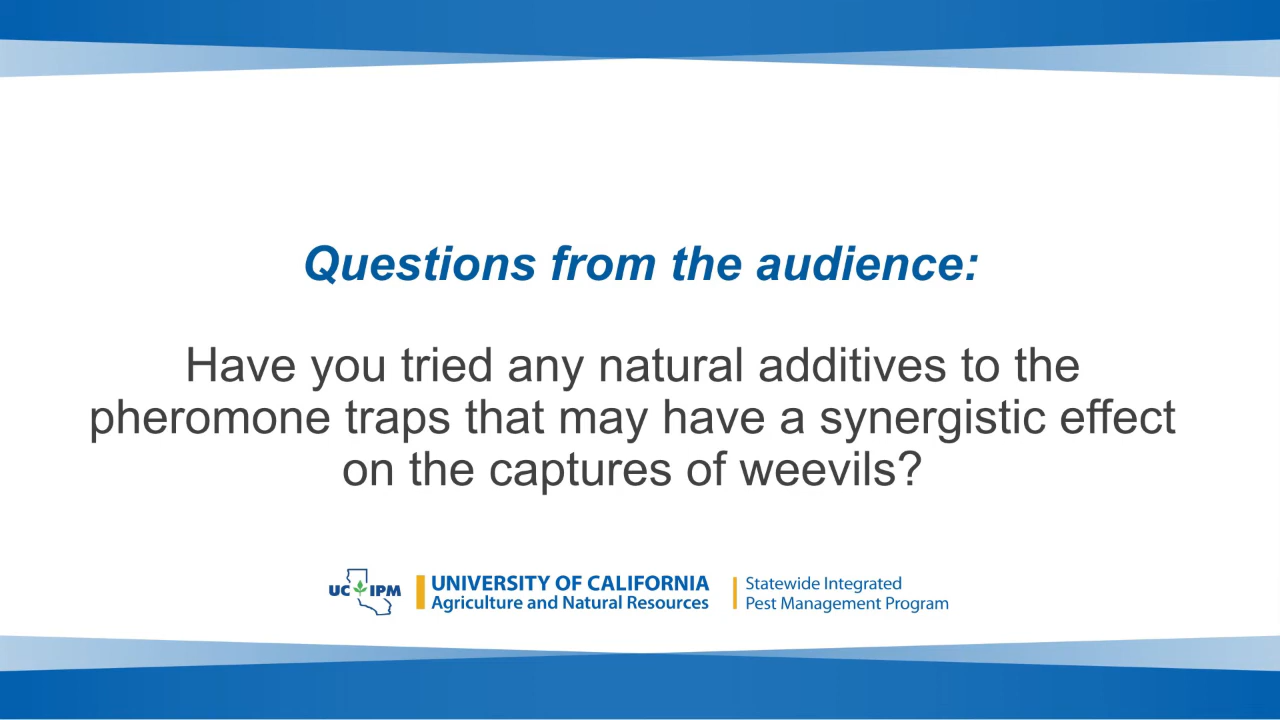 Questions from the audience:
Have you tried any natural additives to the
pheromone traps that may have a synergistic effect
on the captures of weevils?
UC IPM
UNIVERSITY OF CALIFORNIA
Agriculture and Natural Resources
Statewide Integrated
Pest Management Program